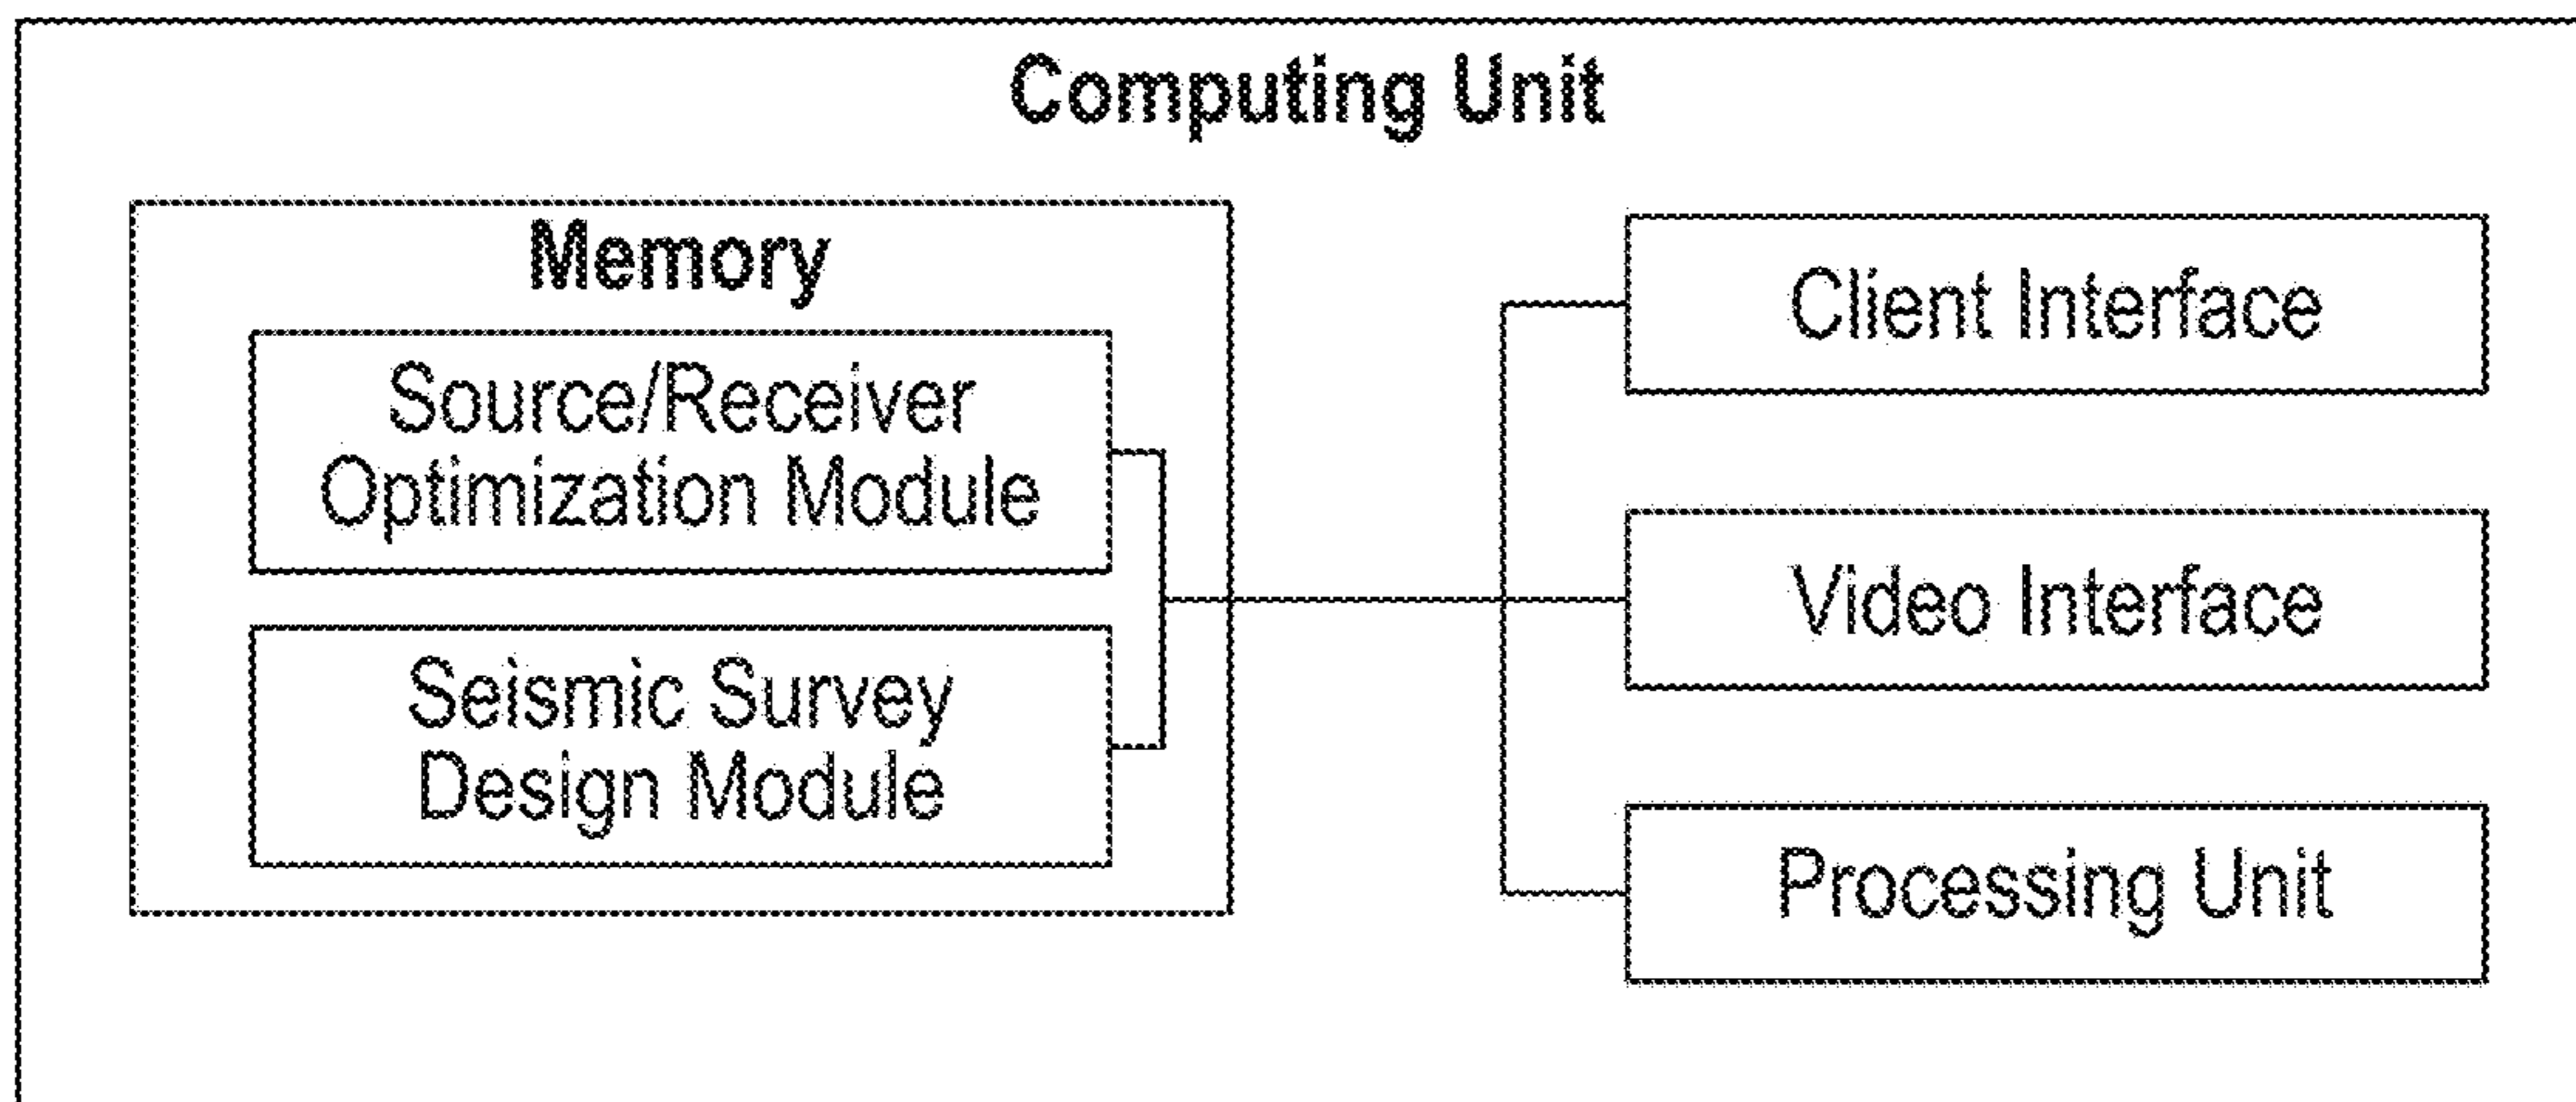 Computing Unit
Memory
Source/Receiver
Optimization Module
Seismic Survey
Design Module
Client Interface
Video Interface
Processing Unit